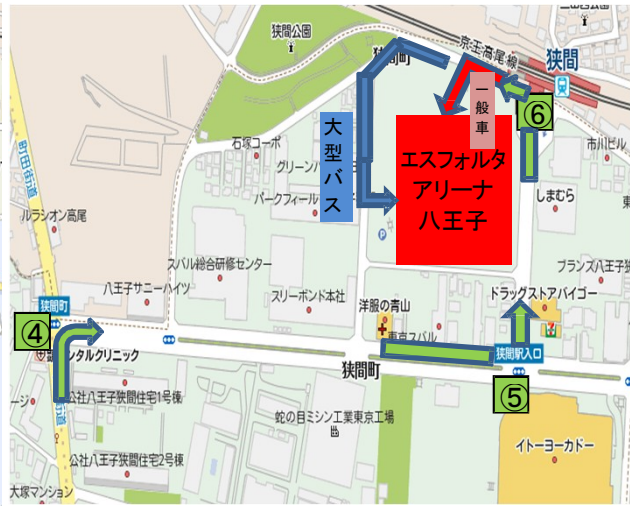 狭間公園
狭間町
京王高尾線
狭間
一般車
⑥
大型バス
石塚コーポ
市川ビル
町田街道
エスフォルタ
アリーナ
八王子
しまむら
ルラシオン高尾
スバル総合研修センター
ブランズ八王子狭
八王子サニーハイツ
スリーボンド本社
洋服の青山
ドラッグストアバイゴー
狭間町
④
東京スバル
狭間駅入口
ンタルクリニック
狭間町
⑤
公社八王子狭間住宅1号棟
蛇の目ミシン工業東京工場
イトーヨーカドー
公社八王子狭間住宅2号棟
大塚マンション